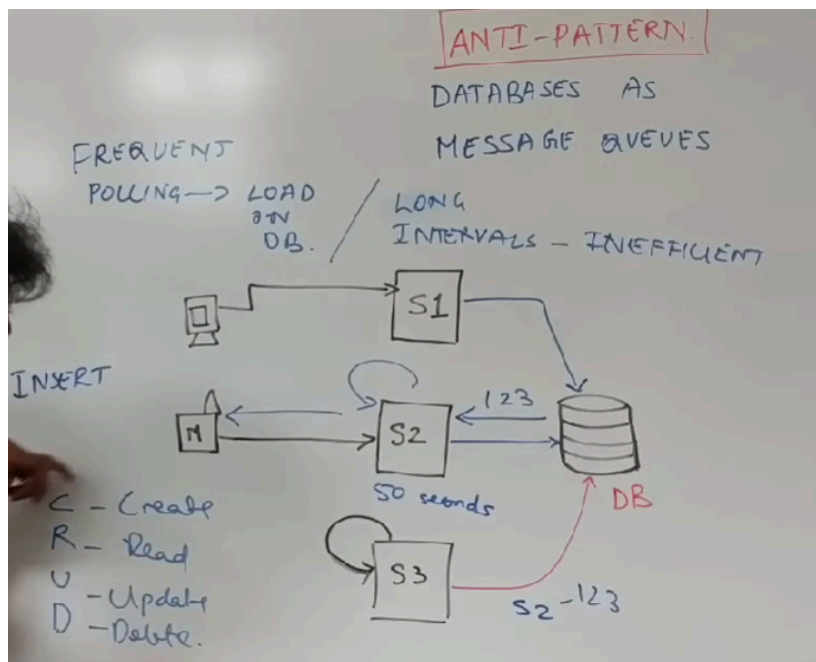 ANTI-PATTERN.
DATABASES AS
MESSAGE QUEUES
FREQUENT
POLLING → LOAD
ON
DB.
/
LONG
INTERVALS - INEFFICIENT
S1
INSERT
123
M
S2
50 seonds
DB
C - Create
R - Read
U - Update
D - Delete.
S3
S2 - 123